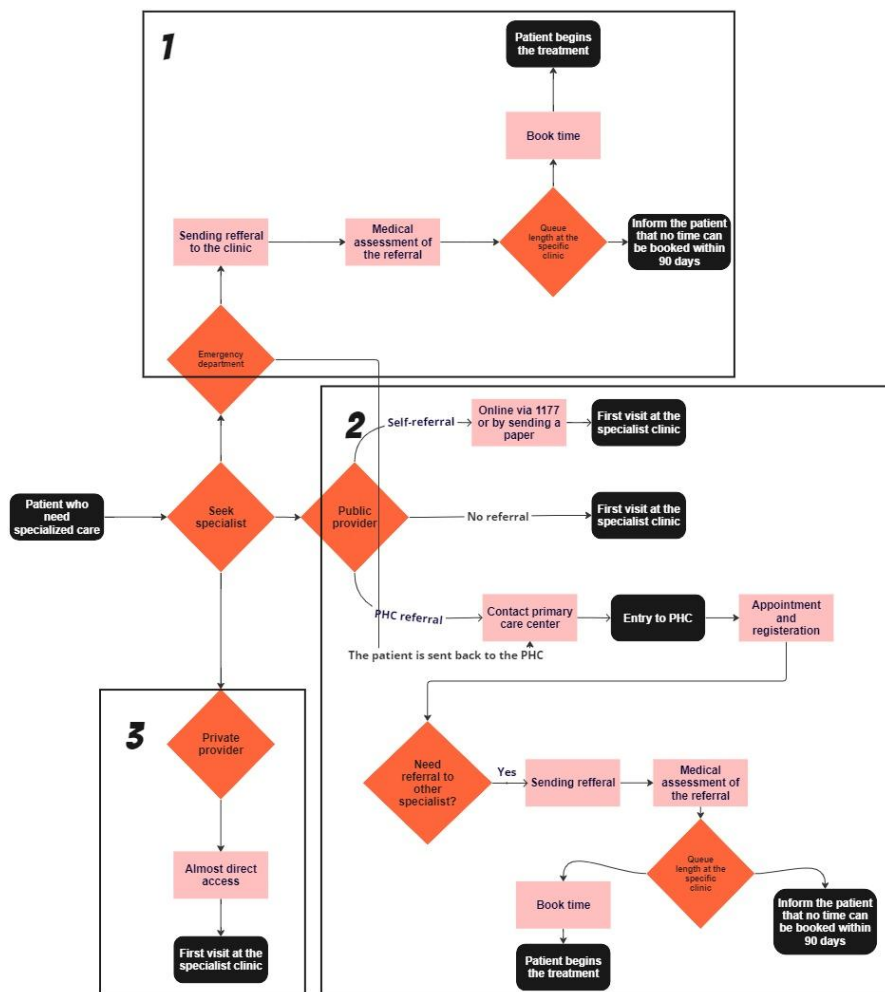 1
Patient begins
the treatment
Book time
Sending refferal
to the clinic
Medical
assessment of
the referral
Queue
length at the
specific
clinic
Inform the patient
that no time can
be booked within
90 days
Emergency
department
2
Self-referral
Online via 1177
or by sending a
paper
First visit at the
specialist clinic
Patient who
need
specialized care
Seek
specialist
Public
provider
No referral
First visit at the
specialist clinic
PHC referral
Contact primary
care center
Entry to PHC
Appointment
and
registeration
The patient is sent back to the PHC
3
Private
provider
Almost direct
access
First visit at the
specialist clinic
Need
referral to
other
specialist?
Yes
Sending refferal
Medical
assessment of
the referral
Queue
length at the
specific
clinic
Book time
Patient begins
the treatment
Inform the patient
that no time can
be booked within
90 days